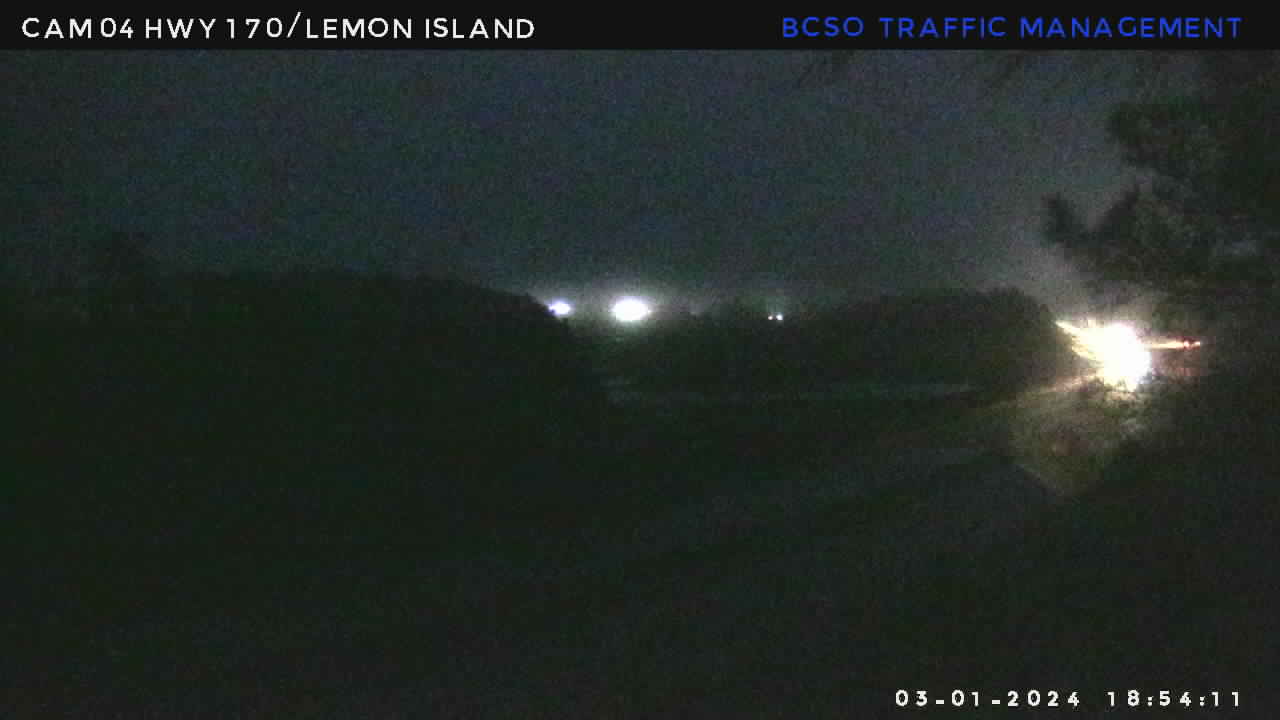 CAM04 HWY 170/LEMON ISLAND
BCSO TRAFFIC MANAGEMENT
03-01-2024 18:54:11